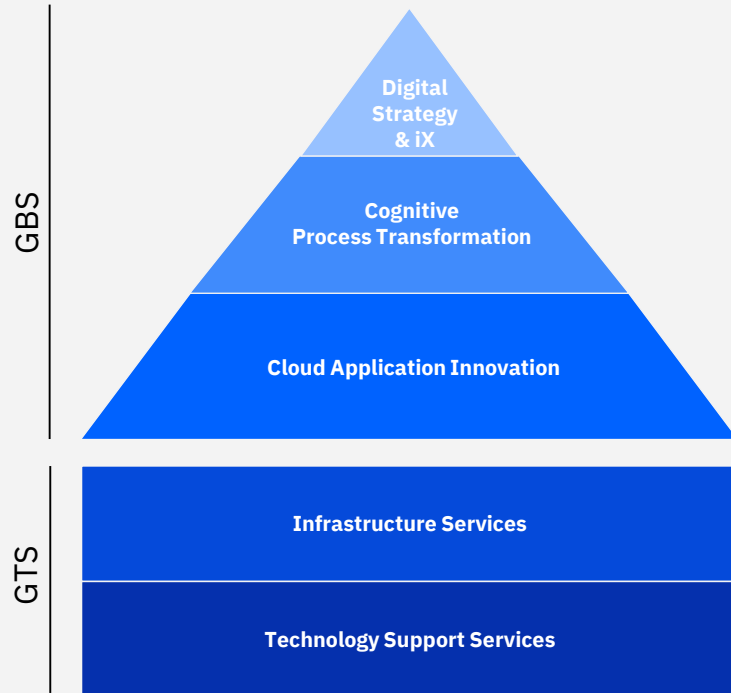 GBS
Digital
Strategy
& iX
Cognitive
Process Transformation
Cloud Application Innovation
GTS
Infrastructure Services
Technology Support Services